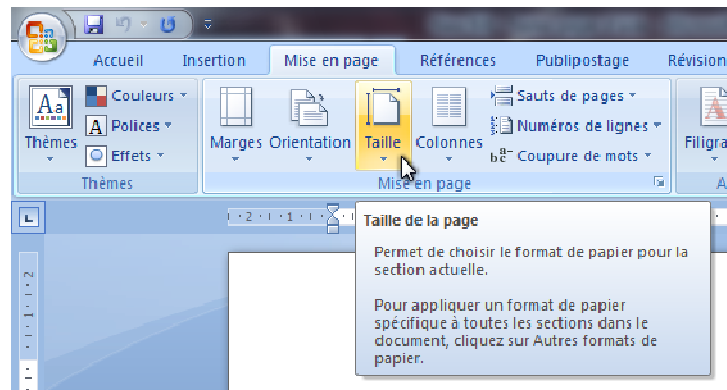 Accueil Insertion Mise en page Références Publipostage Révision
Couleurs
Polices
Effets
Thèmes
Thèmes
Marges Orientation Taille Colonnes
Sauts de pages
Numéros de lignes
Coupure de mots
Mise en page
Filigra
A
Taille de la page
Permet de choisir le format de papier pour la
section actuelle.
Pour appliquer un format de papier
spécifique à toutes les sections dans le
document, cliquez sur Autres formats de
papier.